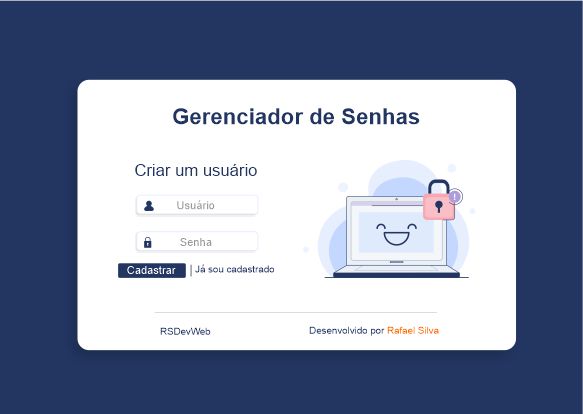 Gerenciador de Senhas
Criar um usuário
Usuário
Senha
Cadastrar | Já sou cadastrado
!
RSDevWeb
Desenvolvido por Rafael Silva